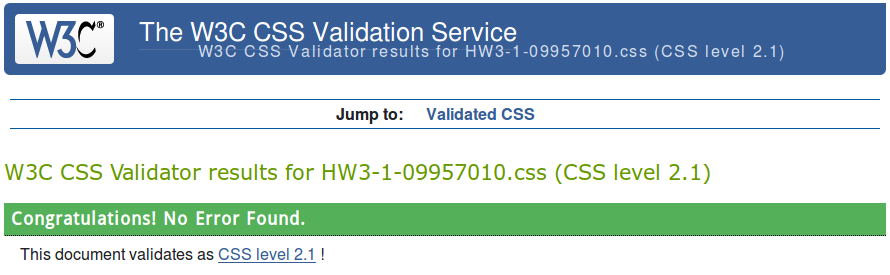 W3C®
The W3C CSS Validation Service
W3C CSS Validator results for HW3-1-09957010.css (CSS level 2.1)
Jump to: Validated CSS
W3C CSS Validator results for HW3-1-09957010.css (CSS level 2.1)
Congratulations! No Error Found.
This document validates as CSS level 2.1 !